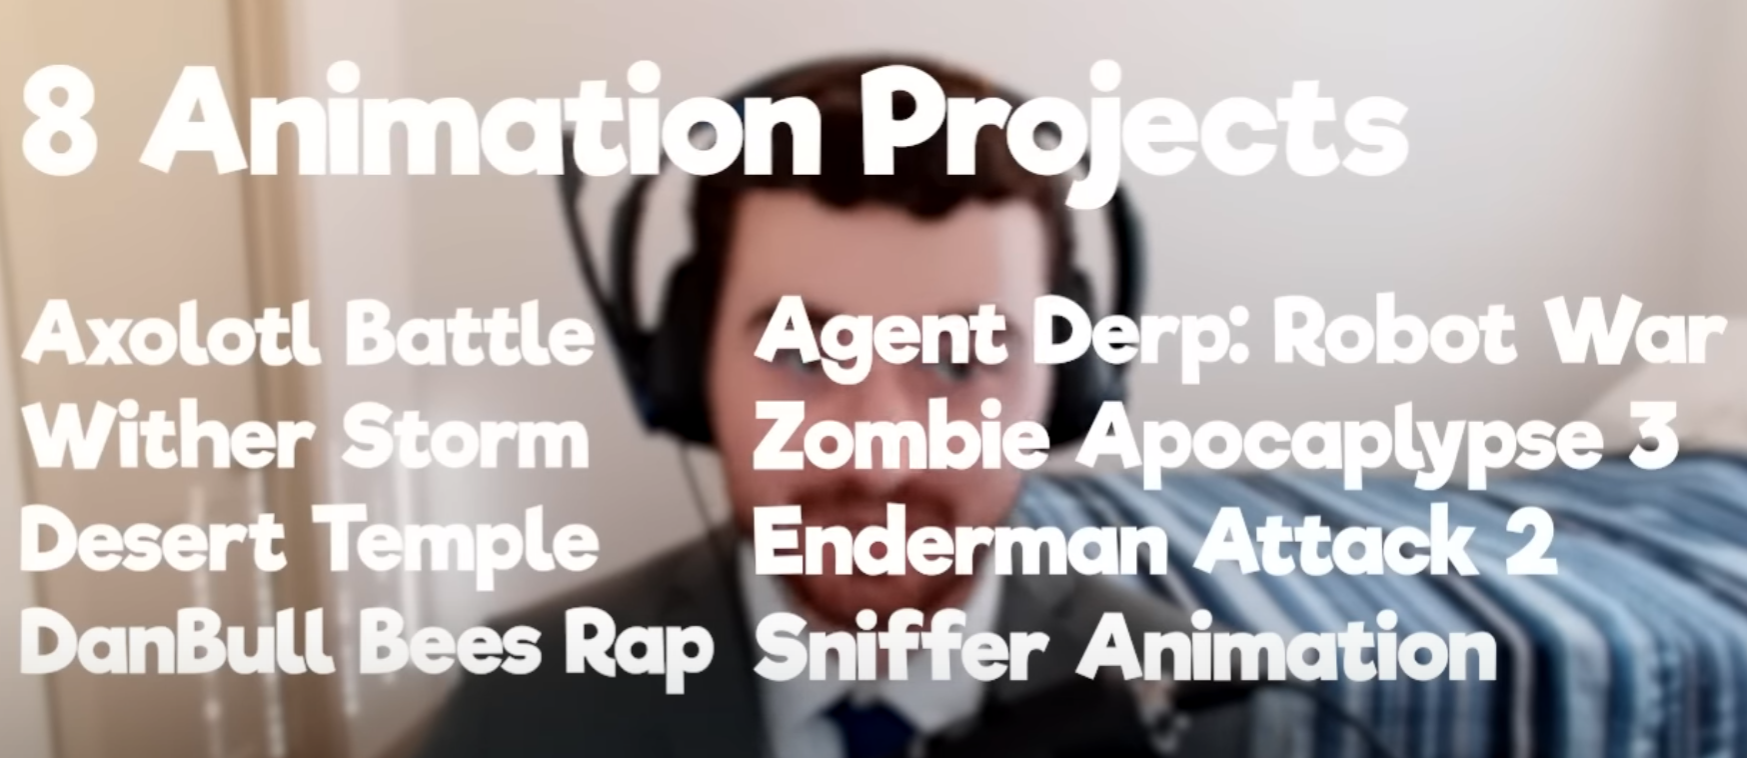 8 Animation Projects
Axolotl Battle
Wither Storm
Desert Temple
DanBull Bees Rap
Agent Derp: Robot War
Zombie Apocaplypse 3
Enderman Attack 2
Sniffer Animation